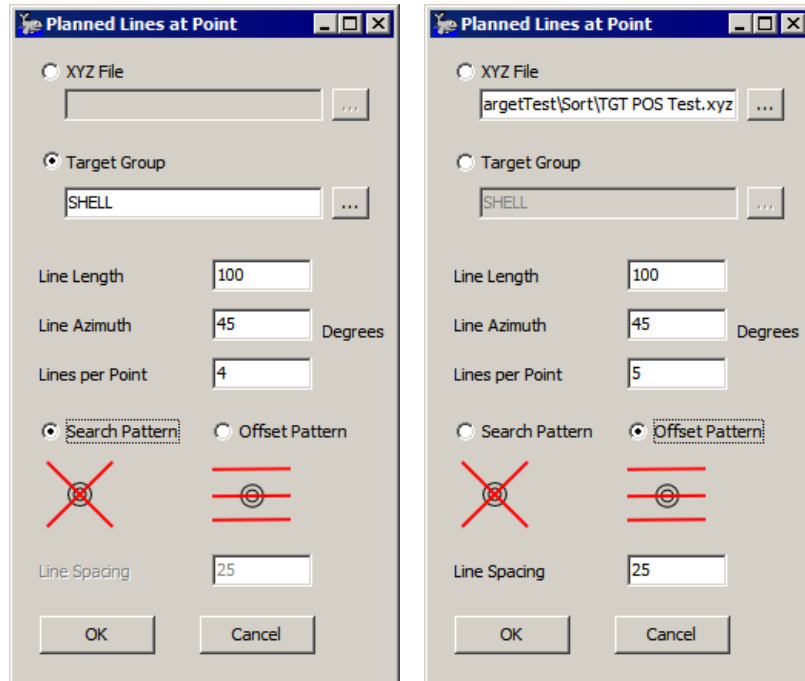 Planned Lines at Point
XYZ File
...
Target Group
SHELL
...
Line Length 100
Line Azimuth 45 Degrees
Lines per Point 4
Search Pattern Offset Pattern
Line Spacing 25
OK Cancel
Planned Lines at Point
XYZ File
argetTest\Sort\TGT POS Test.xyz ...
Target Group
SHELL ...
Line Length 100
Line Azimuth 45 Degrees
Lines per Point 5
Search Pattern Offset Pattern
Line Spacing 25
OK Cancel